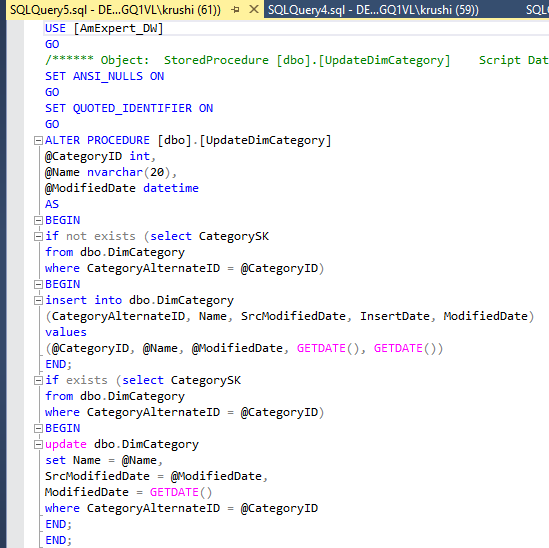 SQLQuery5.sql - DE...GQ1VL\krushi (61))
SQLQuery4.sql - DE...GQ1VL\krushi (59))
SQLQ
USE [AmExpert_DW]
GO
/****** Object:  StoredProcedure [dbo].[UpdateDimCategory]    Script Dat
SET ANSI_NULLS ON
GO
SET QUOTED_IDENTIFIER ON
GO
ALTER PROCEDURE [dbo].[UpdateDimCategory]
@CategoryID int,
@Name nvarchar(20),
@ModifiedDate datetime
AS
BEGIN
if not exists (select CategorySK
from dbo.DimCategory
where CategoryAlternateID = @CategoryID)
BEGIN
insert into dbo.DimCategory
(CategoryAlternateID, Name, SrcModifiedDate, InsertDate, ModifiedDate)
values
(@CategoryID, @Name, @ModifiedDate, GETDATE(), GETDATE())
END;
if exists (select CategorySK
from dbo.DimCategory
where CategoryAlternateID = @CategoryID)
BEGIN
update dbo.DimCategory
set Name = @Name,
SrcModifiedDate = @ModifiedDate,
ModifiedDate = GETDATE()
where CategoryAlternateID = @CategoryID
END;
END;